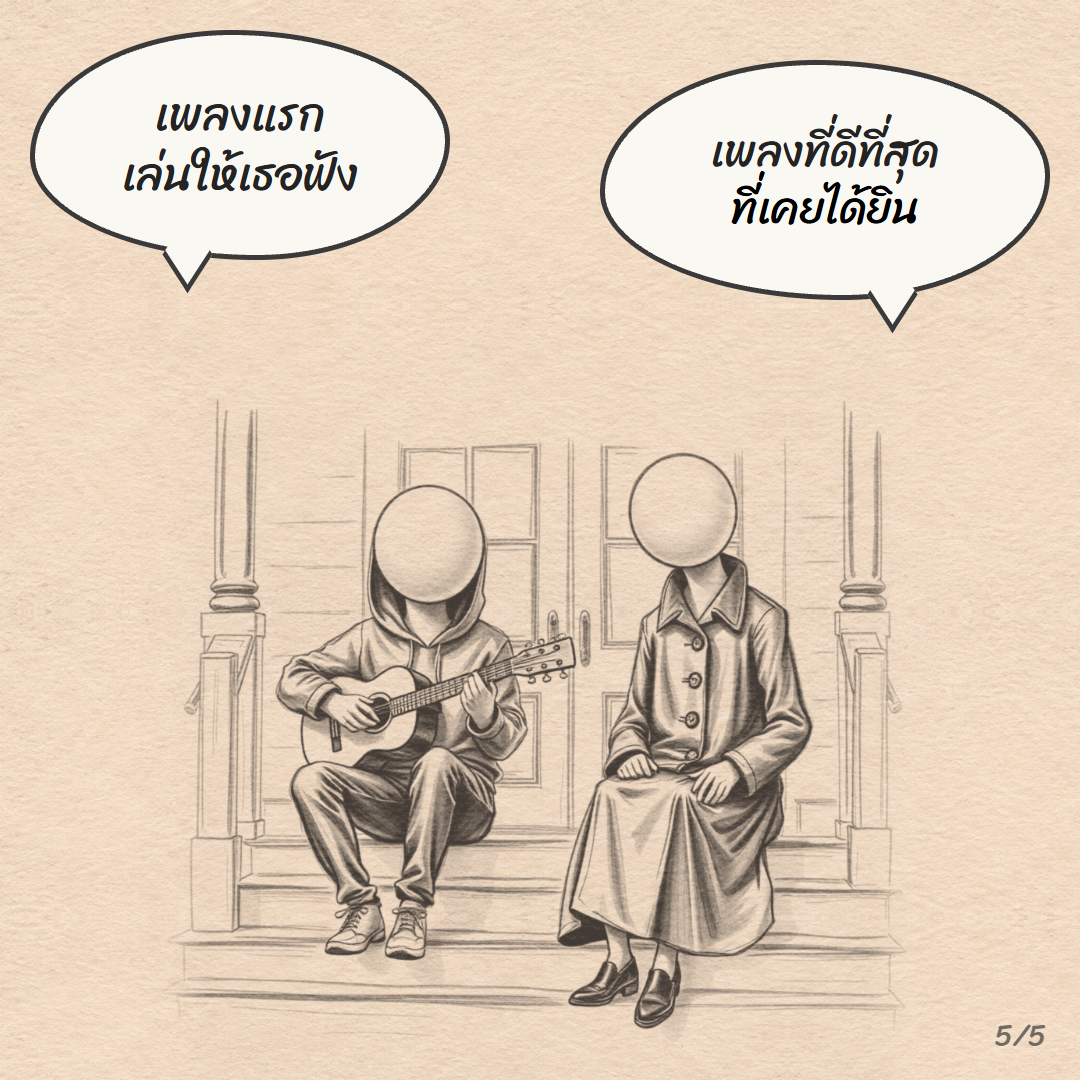 เพลงแรก
เล่นให้เธอฟัง
เพลงที่ดีที่สุด
ที่เคยได้ยิน
5/5